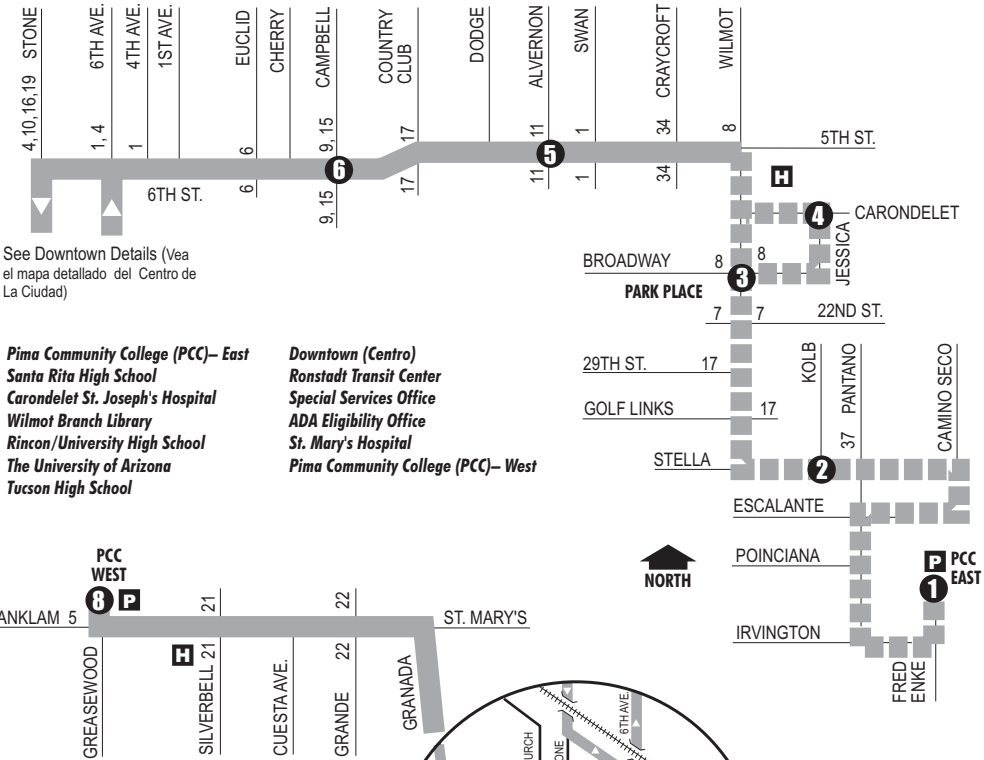 4,10,16,19 STONE
1, 4 6TH AVE.
1 4TH AVE.
1ST AVE.
6 EUCLID
CHERRY
9, 15 CAMPBELL
17 COUNTRY
CLUB
DODGE
11 ALVERNON
1 SWAN
34 CRAYCROFT
8 WILMOT
5TH ST.
6
5
6TH ST.
6
9, 15
17
11
1
34
H
4
CARONDELET
JESSICA
See Downtown Details (Vea
el mapa detallado del Centro de
La Ciudad)
BROADWAY 8
3
8
PARK PLACE
7 7 22ND ST.
29TH ST. 17
GOLF LINKS 17
KOLB
37 PANTANO
CAMINO SECO
STELLA
2
ESCALANTE
POINCIANA
P PCC
1 EAST
IRVINGTON
FRED
ENKE
Pima Community College (PCC)– East
Santa Rita High School
Carondelet St. Joseph's Hospital
Wilmot Branch Library
Rincon/University High School
The University of Arizona
Tucson High School
Downtown (Centro)
Ronstadt Transit Center
Special Services Office
ADA Eligibility Office
St. Mary's Hospital
Pima Community College (PCC)– West
NORTH
PCC
WEST
8 P
ANKLAM 5
21
22
ST. MARY'S
H
GREASEWOOD
SILVERBELL 21
CUESTA AVE.
GRANDE 22
GRANADA
URCH
ONE
6TH AVE.